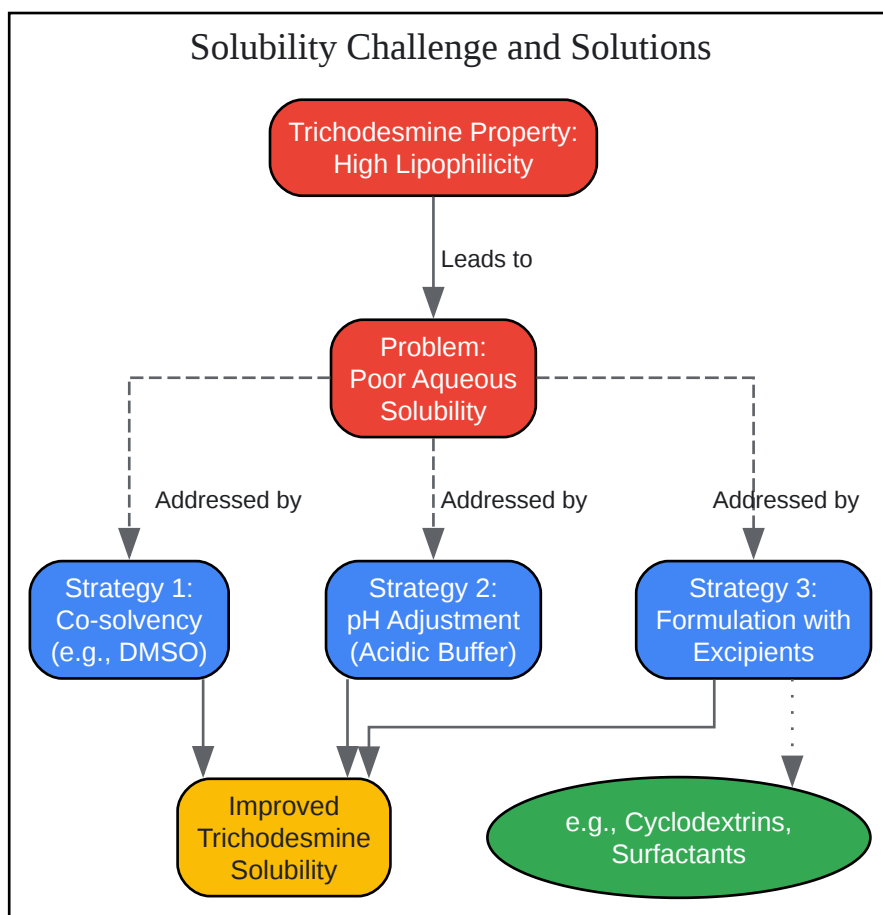 Solubility Challenge and Solutions
Trichodesmine Property:
High Lipophilicity
Leads to
Problem:
Poor Aqueous
Solubility
Addressed by
Addressed by
Addressed by
Strategy 1:
Co-solvency
(e.g., DMSO)
Strategy 2:
pH Adjustment
(Acidic Buffer)
Strategy 3:
Formulation with
Excipients
Improved
Trichodesmine
Solubility
e.g., Cyclodextrins,
Surfactants